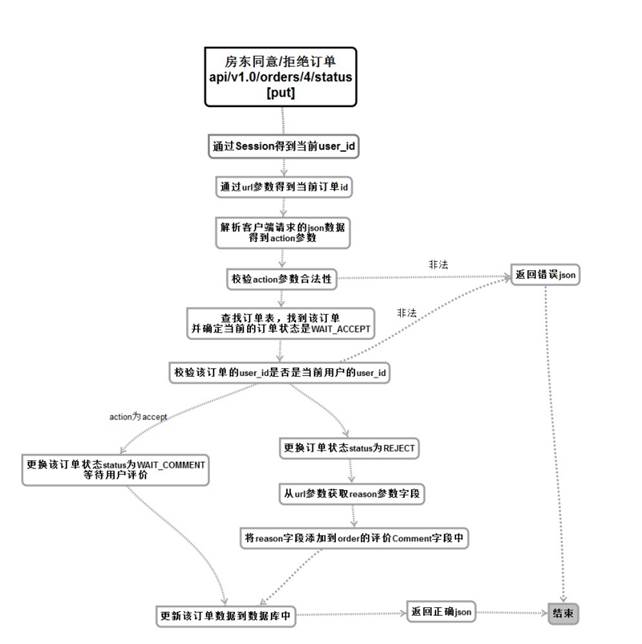 房东同意/拒绝订单
api/v1.0/orders/4/status
[put]
通过Session得到当前user_id
通过url参数得到当前订单id
解析客户端请求的json数据
得到action参数
校验action参数合法性
非法
返回错误json
查找订单表，找到该订单
并确定当前的订单状态是WAIT_ACCEPT
非法
校验该订单的user_id是否是当前用户的user_id
action为accept
更换该订单状态status为WAIT_COMMENT
等待用户评价
更换订单状态status为REJECT
从url参数获取reason参数字段
将reason字段添加到order的评价Comment字段中
更新该订单数据到数据库中
返回正确json
结束